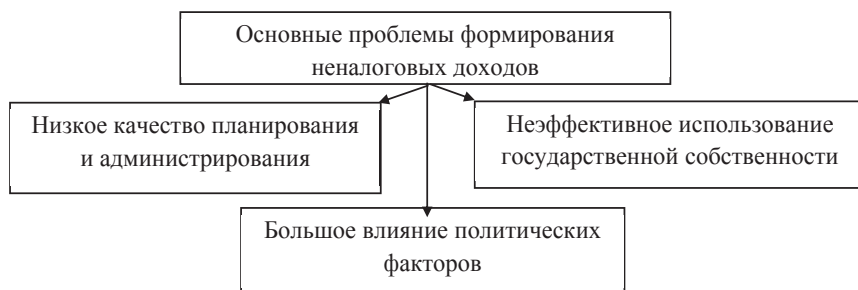 Основные проблемы формирования
неналоговых доходов
Низкое качество планирования
и администрирования
Неэффективное использование
государственной собственности
Большое влияние политических
факторов